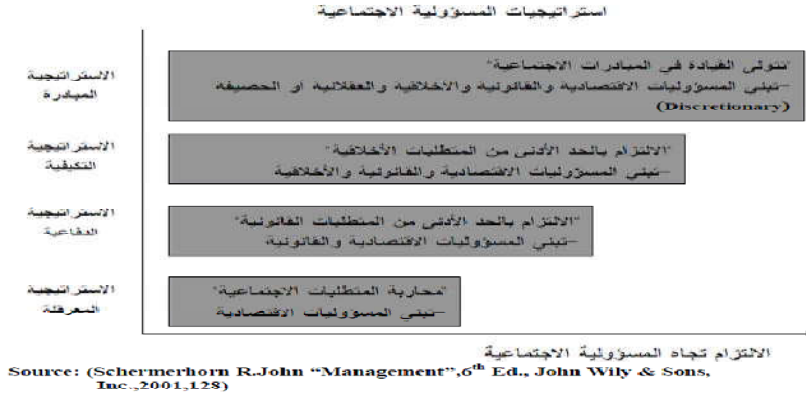 استراتيجيات المسؤولية الاجتماعية
الاستراتيجية
المبادرة
"تتولى القيادة في المبادرات الاجتماعية"
–تبني المسؤوليات الاقتصادية والقانونية والأخلاقية والعقلانية او الحصيفه
(Discretionary)
الاستراتيجية
التكيفية
"الالتزام بالحد الأدنى من المتطلبات الأخلاقية"
–تبني المسؤوليات الاقتصادية والقانونية والأخلاقية
الاستراتيجية
الدفاعية
"الالتزام بالحد الأدنى من المتطلبات القانونية"
–تبني المسؤوليات الاقتصادية والقانونية
الاستراتيجية
المعرقلة
"محاربة المتطلبات الاجتماعية"
–تبني المسؤوليات الاقتصادية
الالتزام تجاه المسؤولية الاجتماعية
Source: (Schermerhorn R.John “Management”,6th Ed., John Wily & Sons,
Inc.,2001,128)